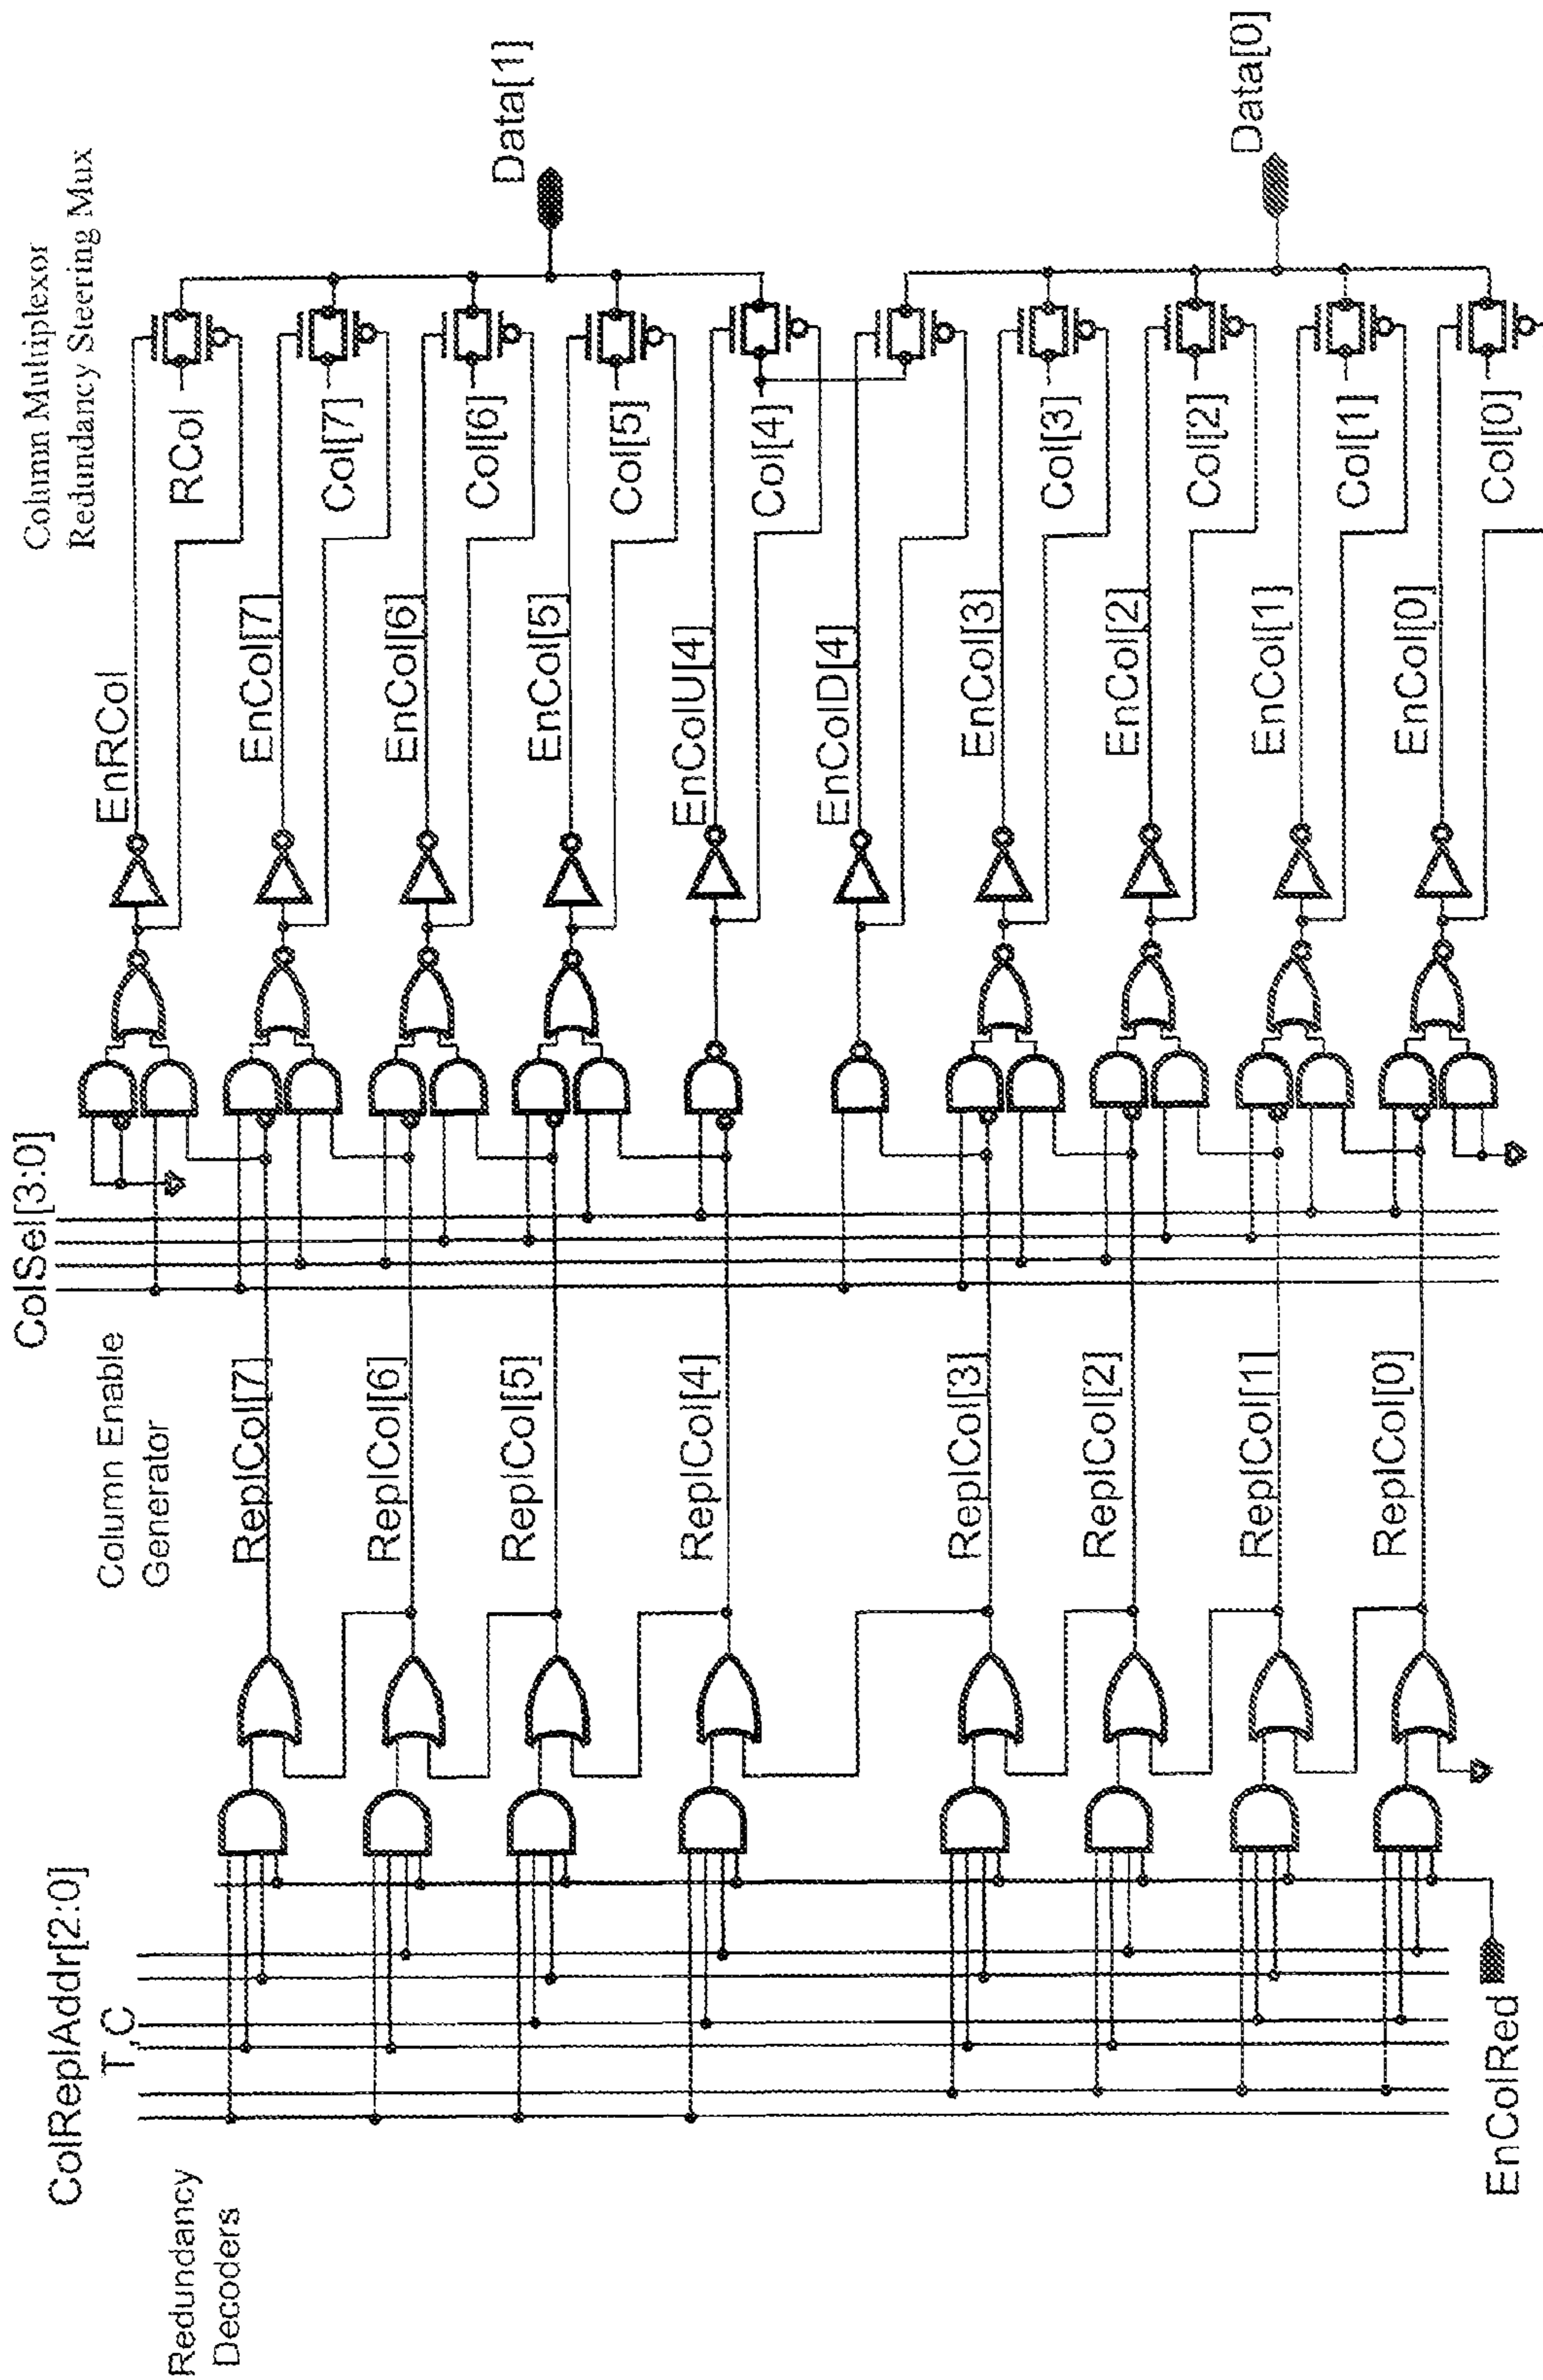 Column Multiplexor
Redundancy Steering Mux
Data[1]
Data[0]
RCol
Col[7]
Col[6]
Col[5]
Col[4]
Col[3]
Col[2]
Col[1]
Col[0]
EnRCol
EnCol[7]
EnCol[6]
EnCol[5]
EnColU[4]
EnColD[4]
EnCol[3]
EnCol[2]
EnCol[1]
EnCol[0]
ColSel[3:0]
Column Enable
Generator
ReplCol[7]
ReplCol[6]
ReplCol[5]
ReplCol[4]
ReplCol[3]
ReplCol[2]
ReplCol[1]
ReplCol[0]
ColReplAddr[2:0]
T,C
EnColRed
Redundancy
Decoders